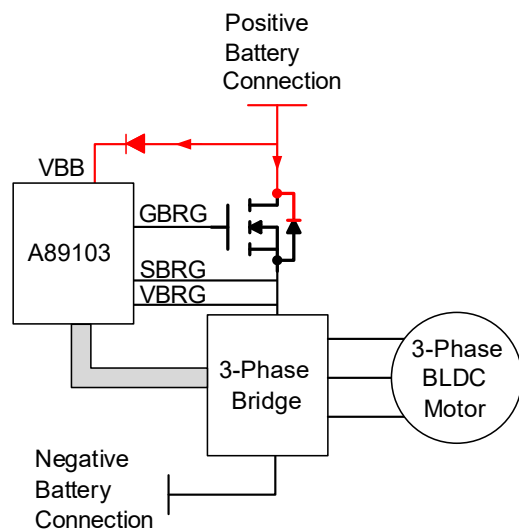 Positive
Battery
Connection
VBB
GBRG
A89103
SBRG
VBRG
3-Phase
Bridge
3-Phase
BLDC
Motor
Negative
Battery
Connection